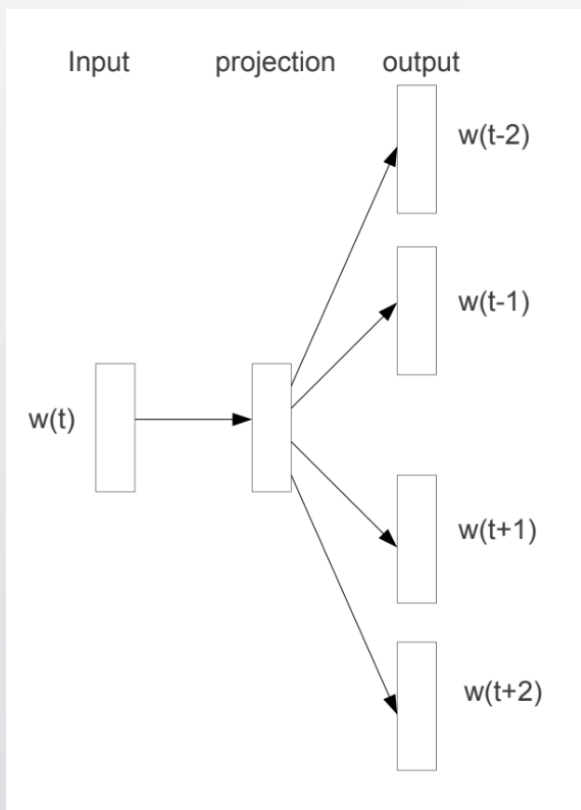 Input projection output
w(t-2)
w(t-1)
w(t)
w(t+1)
w(t+2)